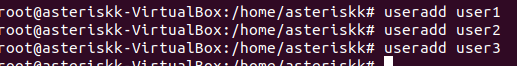 root@asteriskk-VirtualBox:/home/asteriskk# useradd user1
root@asteriskk-VirtualBox:/home/asteriskk# useradd user2
root@asteriskk-VirtualBox:/home/asteriskk# useradd user3
root@asteriskk-VirtualBox:/home/asteriskk#